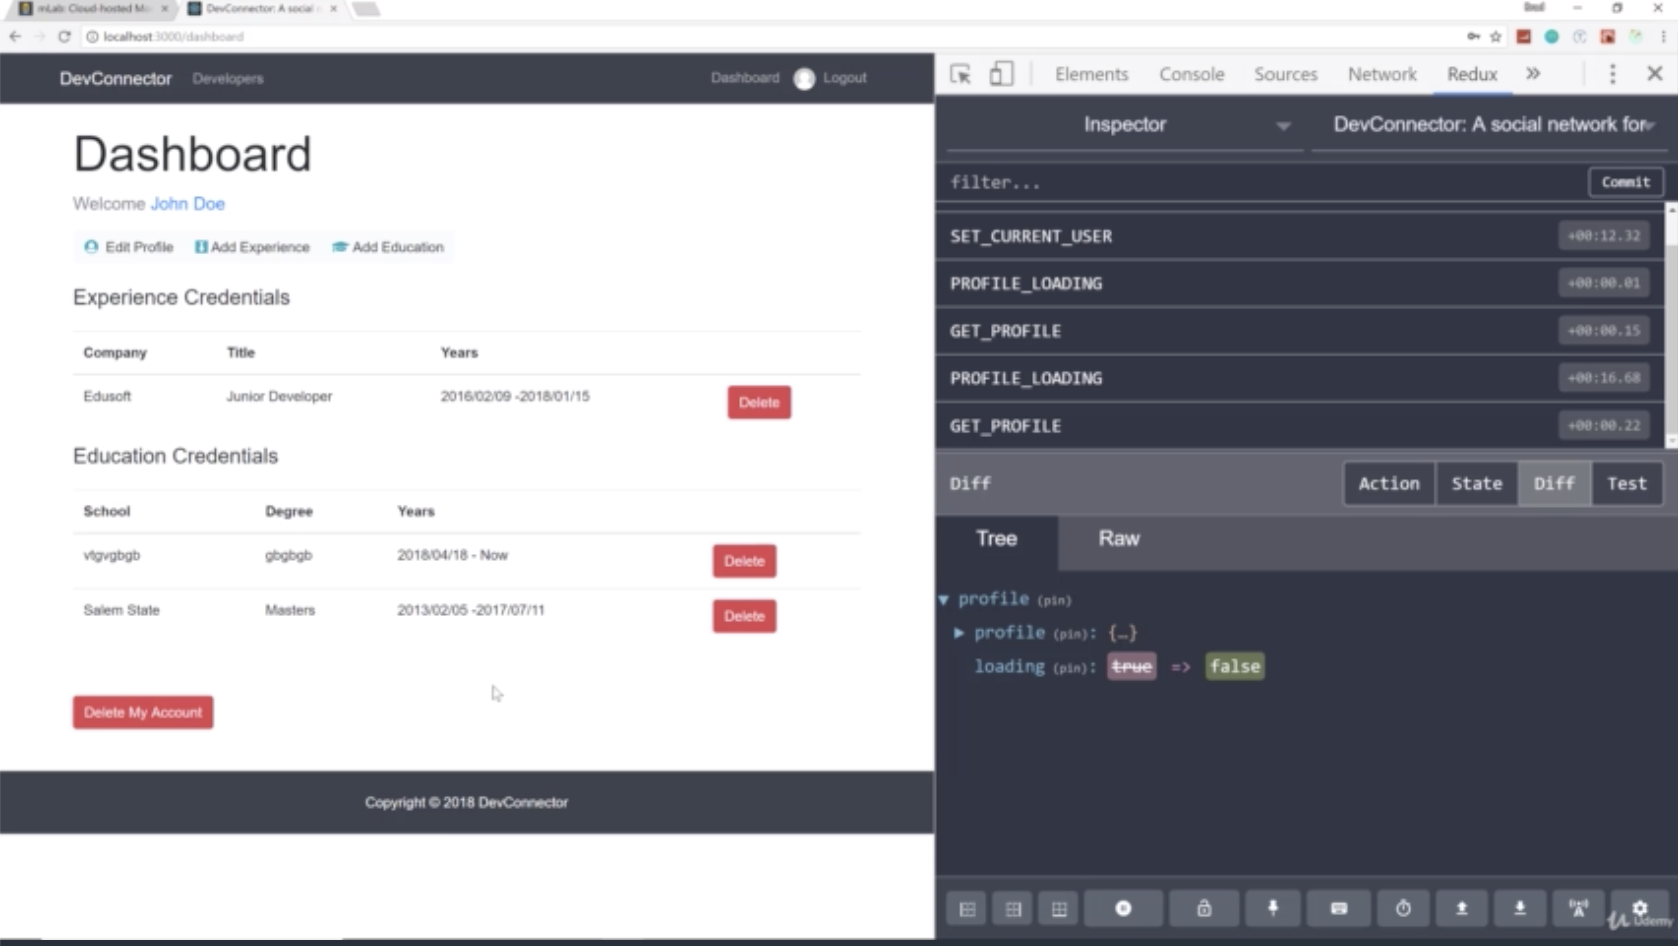 mLab: Cloud-hosted Mo
DevConnector: A social n
localhost:3000/dashboard
DevConnector Developers Dashboard Logout
Dashboard
Welcome John Doe
Edit Profile Add Experience Add Education
Experience Credentials
Company Title Years
Edusoft Junior Developer 2016/02/09 -2018/01/15 Delete
Education Credentials
School Degree Years
vtgvgbgb gbgbgb 2018/04/18 - Now Delete
Salem State Masters 2013/02/05 -2017/07/11 Delete
Delete My Account
Copyright © 2018 DevConnector
Elements Console Sources Network Redux »
Inspector DevConnector: A social network for
filter... Commit
SET_CURRENT_USER +00:12.32
PROFILE_LOADING +00:00.01
GET_PROFILE +00:00.15
PROFILE_LOADING +00:16.68
GET_PROFILE +00:00.22
Diff Action State Diff Test
Tree Raw
profile (pin)
profile (pin): {…}
loading (pin): true => false
Udemy